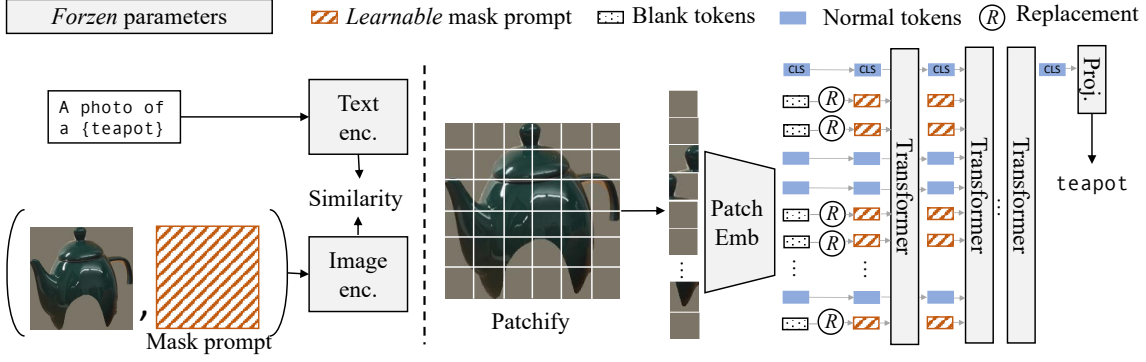 Forzen parameters
Learnable mask prompt
Blank tokens
Normal tokens
R Replacement
A photo of
a {teapot}
Text
enc.
Similarity
Image
enc.
,
Mask prompt
Patchify
⋮
Patch
Emb
CLS
CLS
CLS
CLS
R
R
R
R
⋮
⋮
⋮
R
Transformer
Transformer
...
Transformer
Proj.
teapot